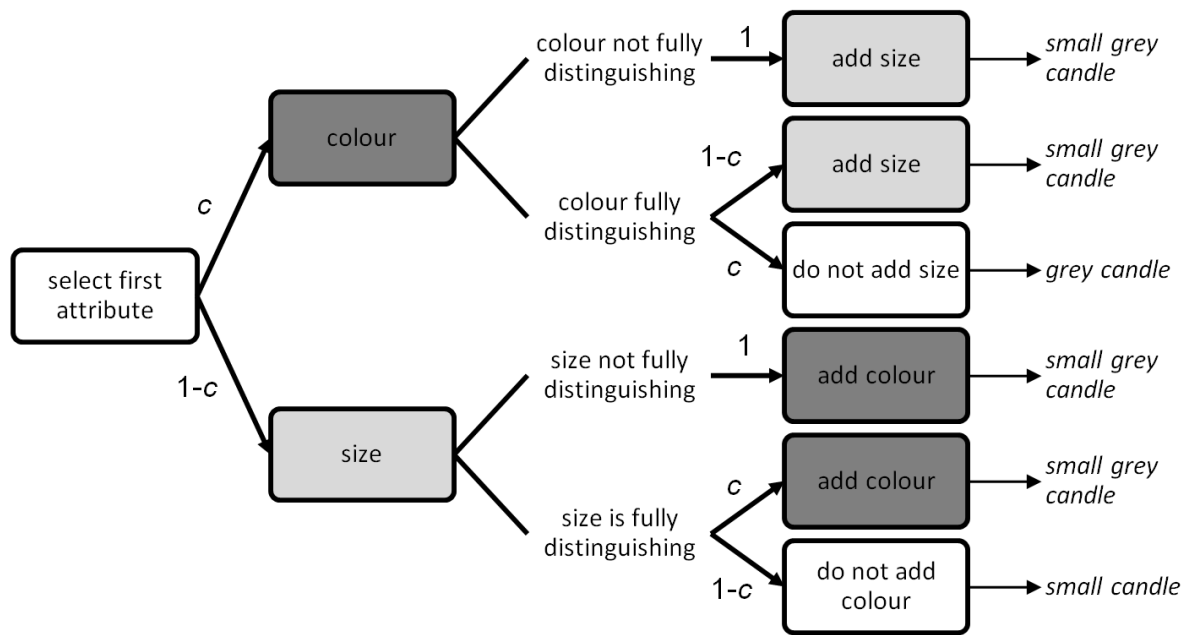 select first
attribute
c
1-c
colour
size
colour not fully
distinguishing
1
add size
small grey
candle
colour fully
distinguishing
1-c
add size
small grey
candle
c
do not add size
grey candle
size not fully
distinguishing
1
add colour
small grey
candle
size is fully
distinguishing
c
add colour
small grey
candle
1-c
do not add
colour
small candle